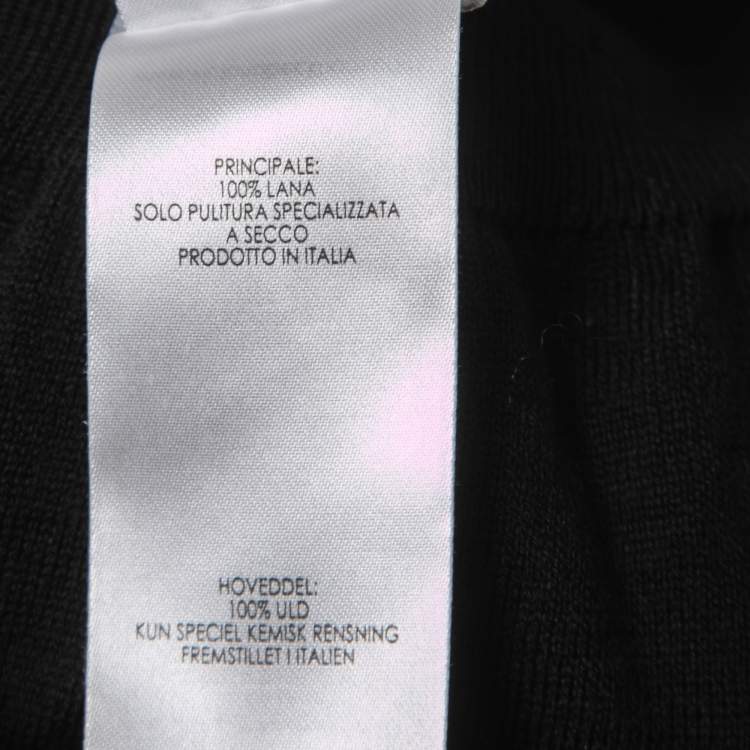 PRINCIPALE:
100% LANA
SOLO PULITURA SPECIALIZZATA
A SECCO
PRODOTTO IN ITALIA
HOVEDDEL:
100% ULD
KUN SPECIEL KEMISK RENSNING
FREMSTILLET I ITALIEN